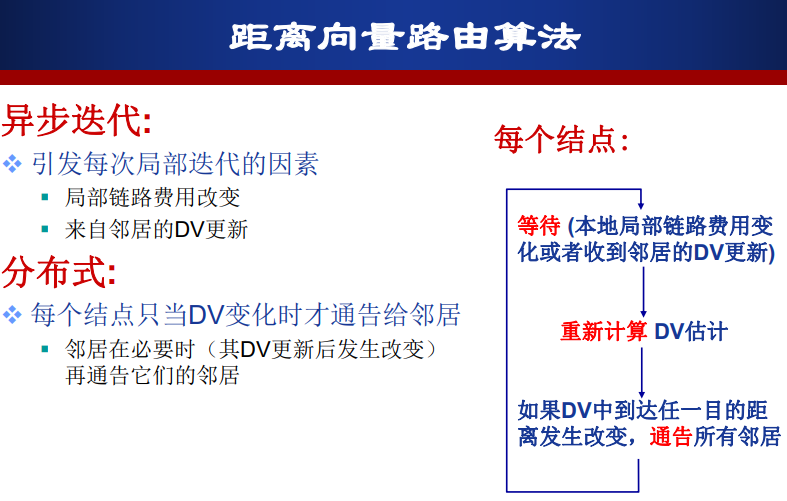 距离向量路由算法
异步迭代:
引发每次局部迭代的因素
局部链路费用改变
来自邻居的DV更新
分布式:
每个结点只当DV变化时才通告给邻居
邻居在必要时（其DV更新后发生改变）
再通告它们的邻居
每个结点:
等待 (本地局部链路费用变
化或者收到邻居的DV更新)
重新计算 DV估计
如果DV中到达任一目的距
离发生改变，通告所有邻居